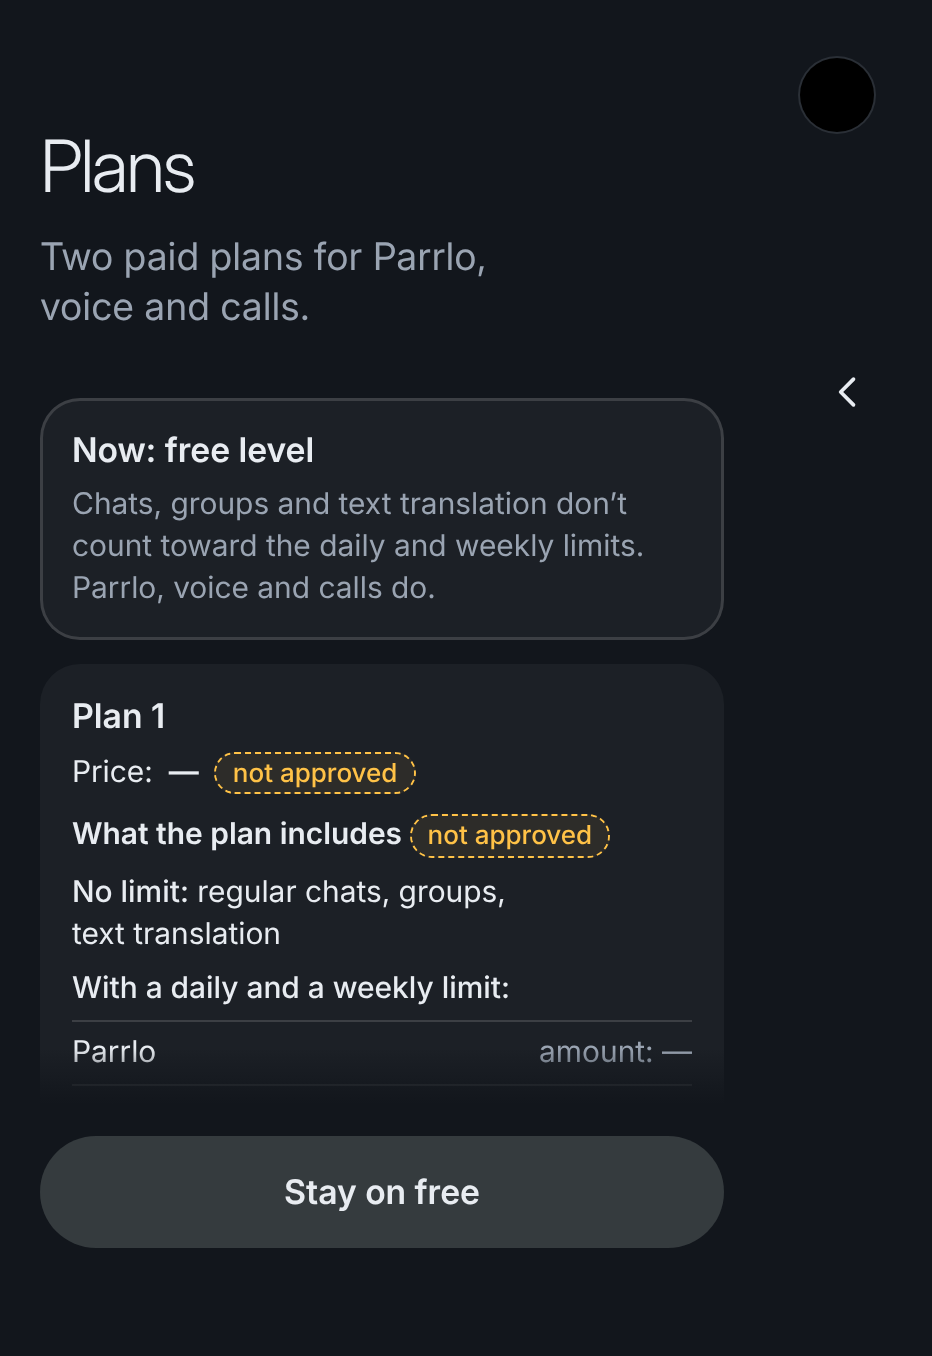 Plans
Two paid plans for Parrlo,
voice and calls.
Now: free level
Chats, groups and text translation don’t
count toward the daily and weekly limits.
Parrlo, voice and calls do.
Plan 1
Price: — not approved
What the plan includes not approved
No limit: regular chats, groups,
text translation
With a daily and a weekly limit:
Parrlo amount: —
Stay on free